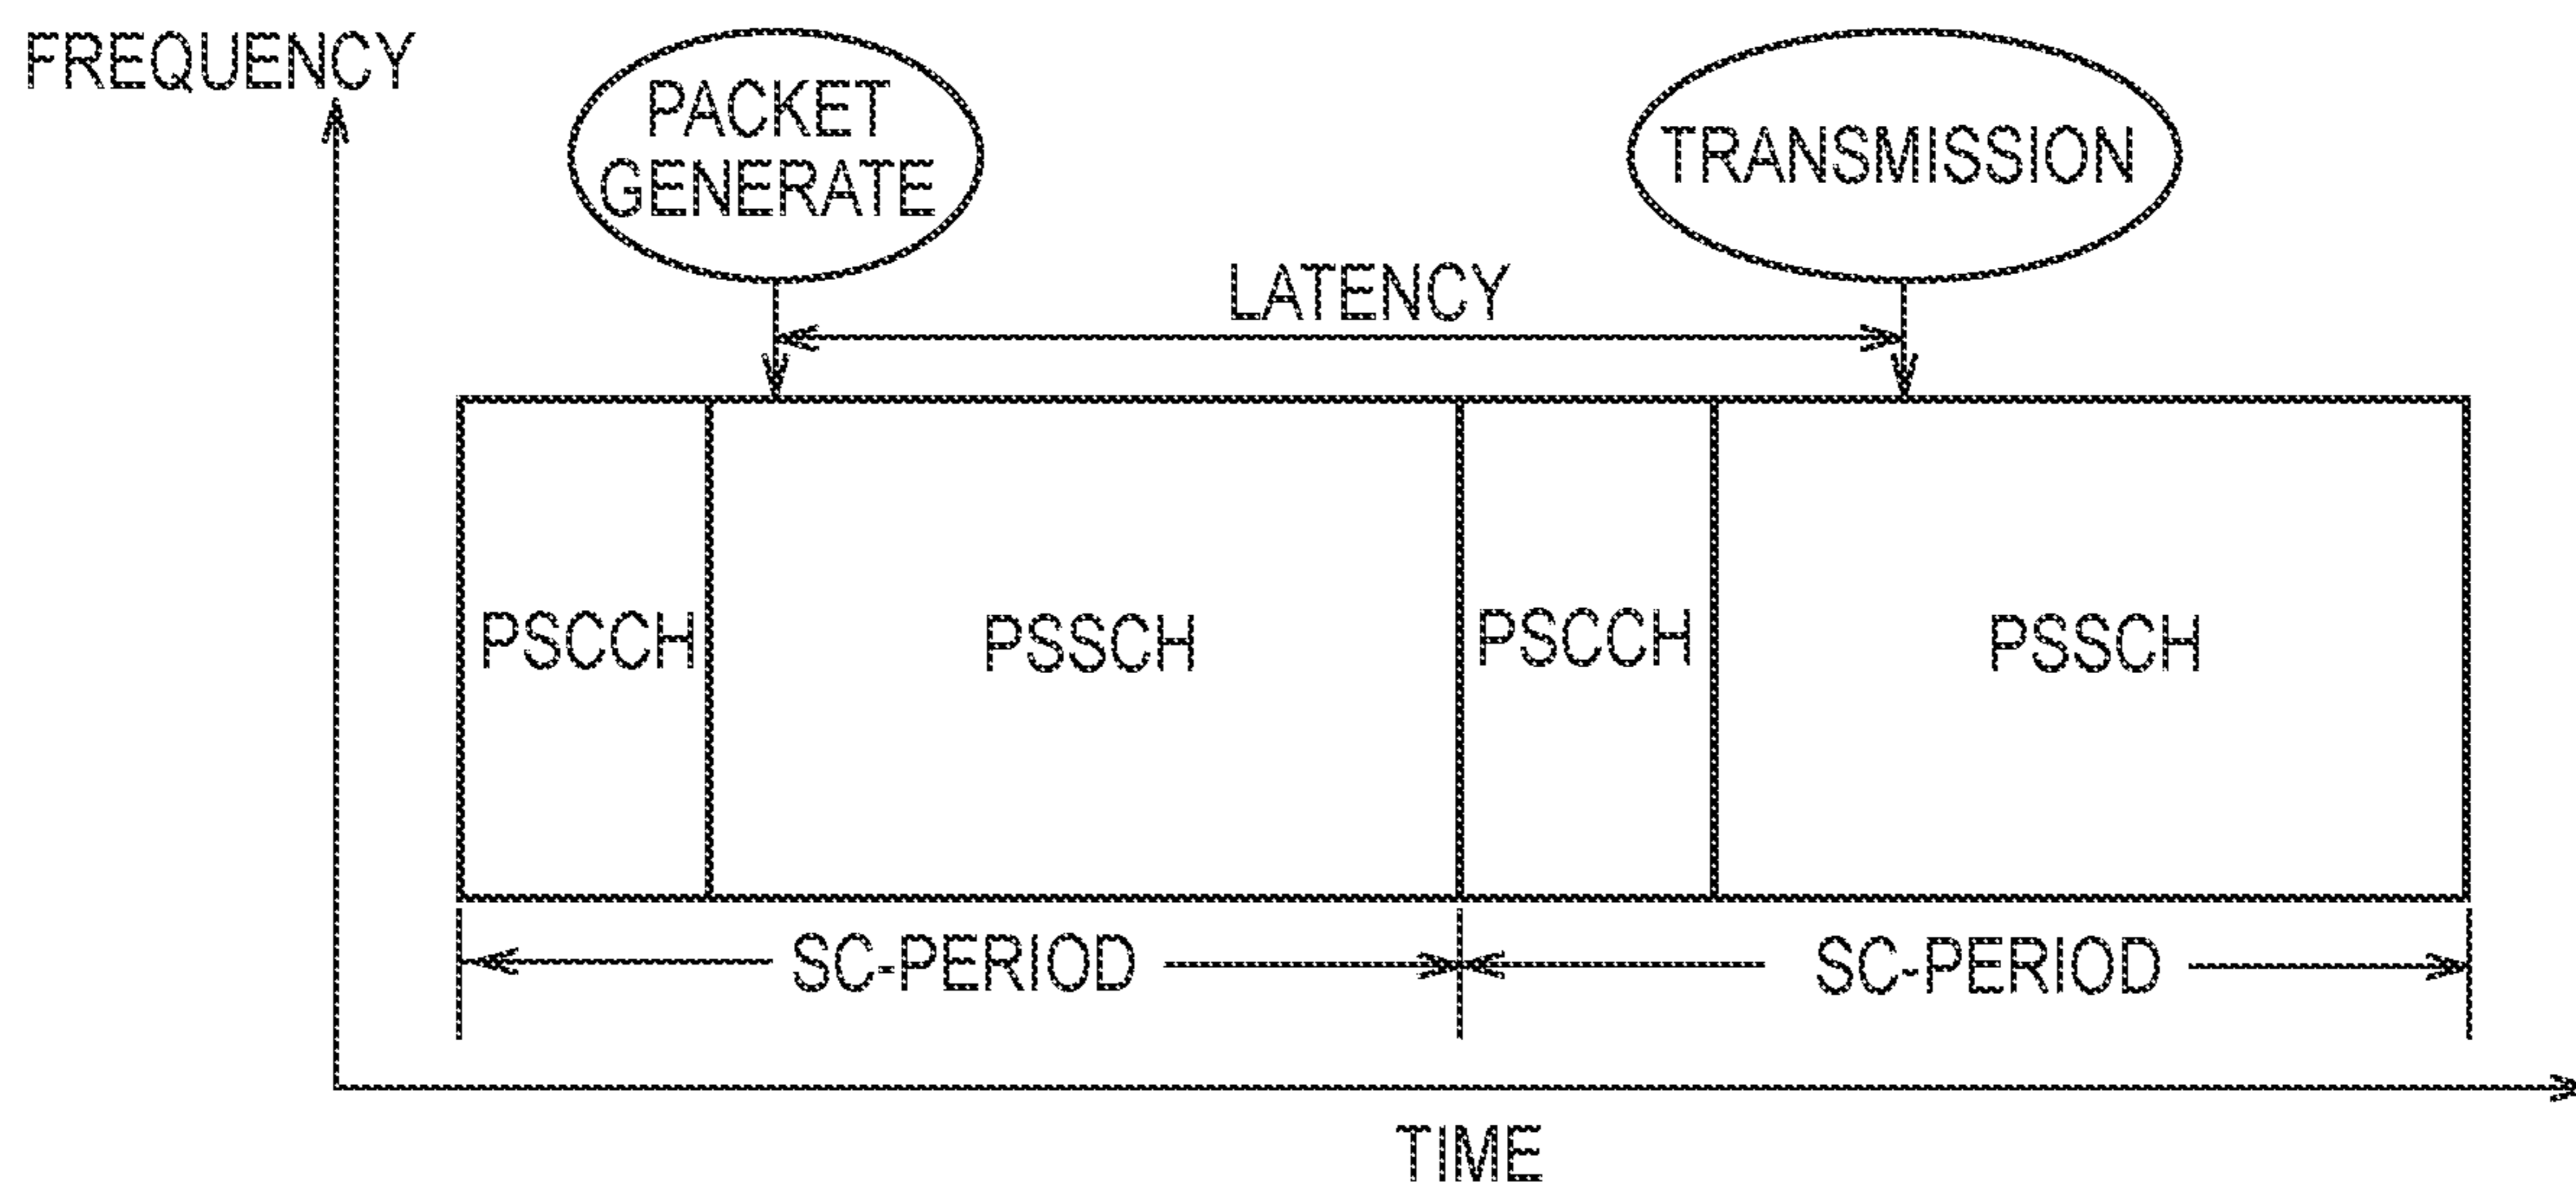 FREQUENCY
PACKET
GENERATE
TRANSMISSION
LATENCY
PSCCH
PSSCH
PSCCH
PSSCH
SC-PERIOD
SC-PERIOD
TIME